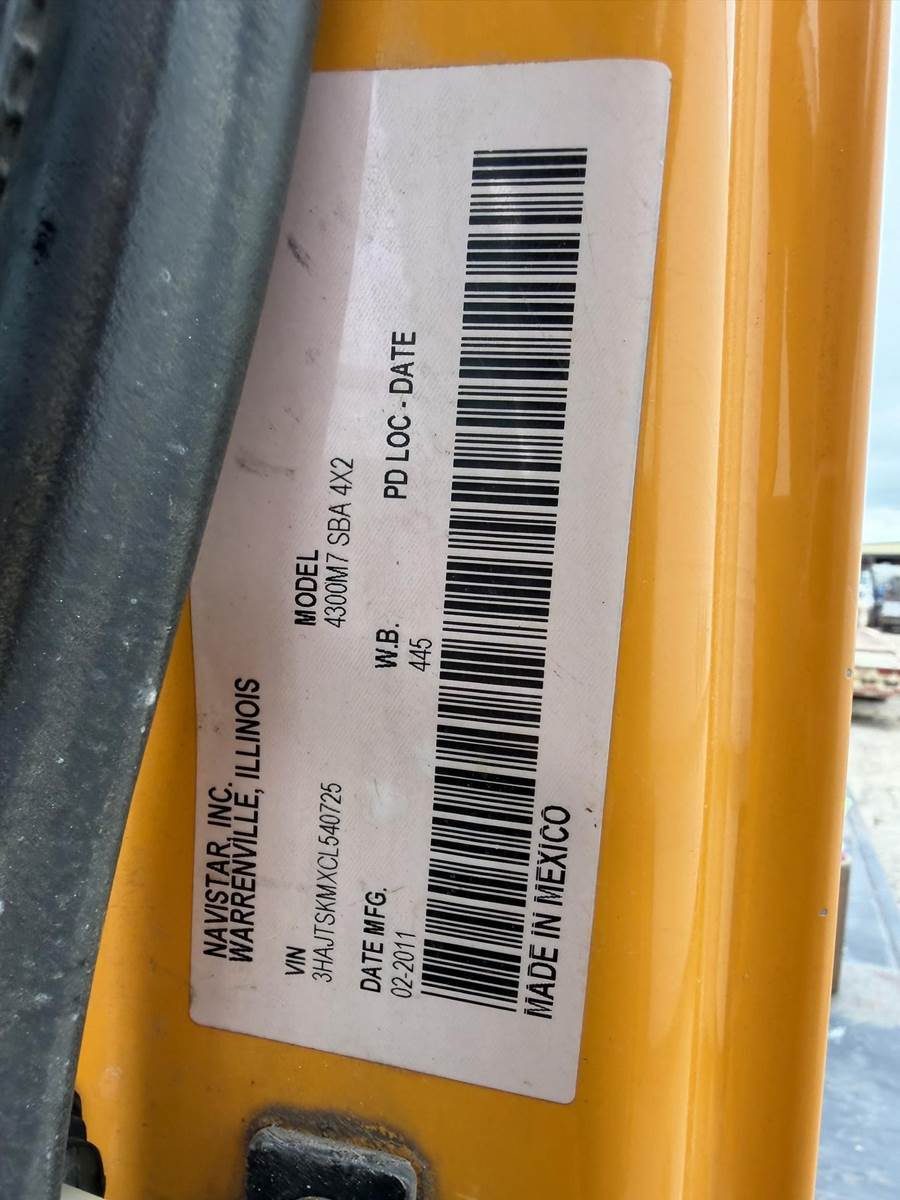 NAVISTAR, INC.
WARRENVILLE, ILLINOIS
VIN
3HAJTSKMXCL540725
MODEL
4300M7 SBA 4X2
DATE MFG.
02-2011
W.B.
445
PD LOC - DATE
MADE IN MEXICO